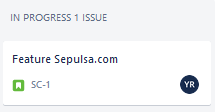 IN PROGRESS 1 ISSUE
Feature Sepulsa.com
SC-1
YR